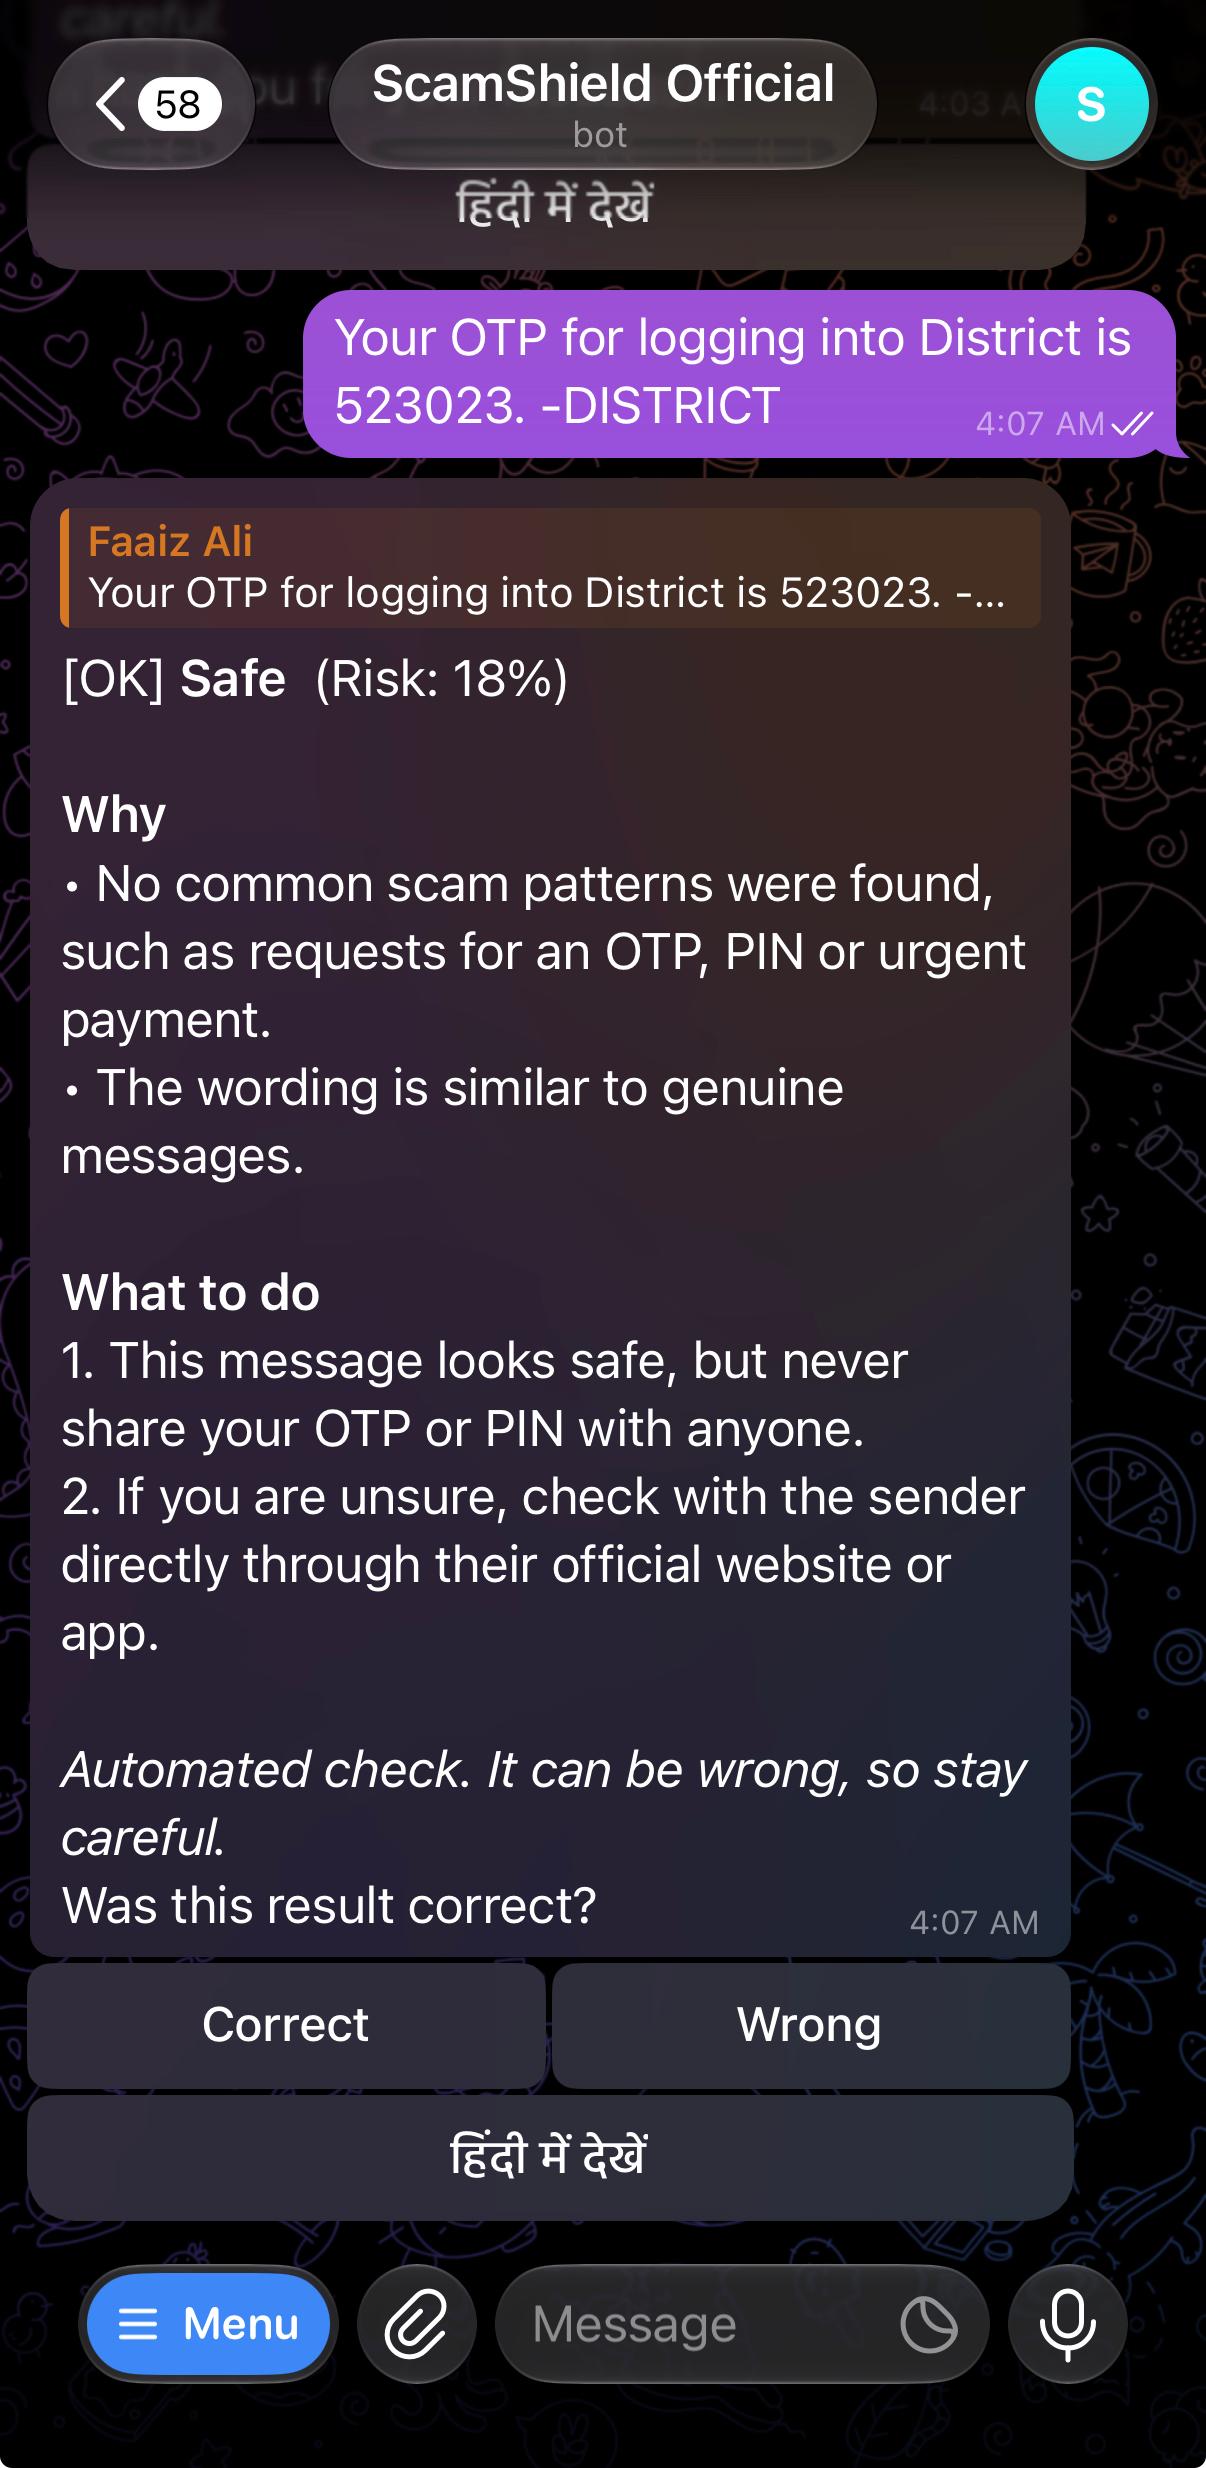 careful.
58
ScamShield Official
bot
4:03 A
S
हिंदी में देखें
Your OTP for logging into District is
523023. -DISTRICT
4:07 AM
Faaiz Ali
Your OTP for logging into District is 523023. -...
[OK] Safe (Risk: 18%)
Why
• No common scam patterns were found,
such as requests for an OTP, PIN or urgent
payment.
• The wording is similar to genuine
messages.
What to do
1. This message looks safe, but never
share your OTP or PIN with anyone.
2. If you are unsure, check with the sender
directly through their official website or
app.
Automated check. It can be wrong, so stay
careful.
Was this result correct?
4:07 AM
Correct
Wrong
हिंदी में देखें
Menu
Message